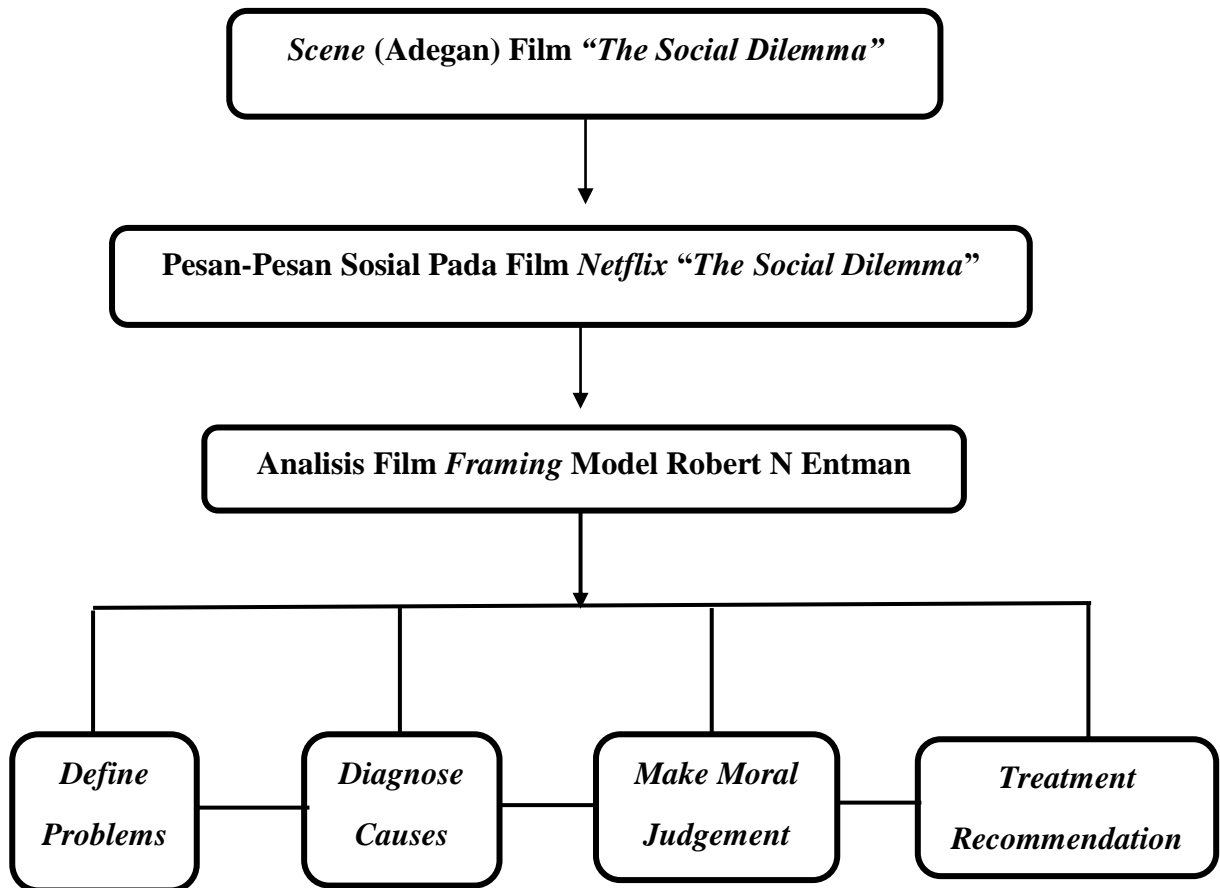 Scene (Adegan) Film “The Social Dilemma”
Pesan-Pesan Sosial Pada Film Netflix “The Social Dilemma”
Analisis Film Framing Model Robert N Entman
Define
Problems
Diagnose
Causes
Make Moral
Judgement
Treatment
Recommendation